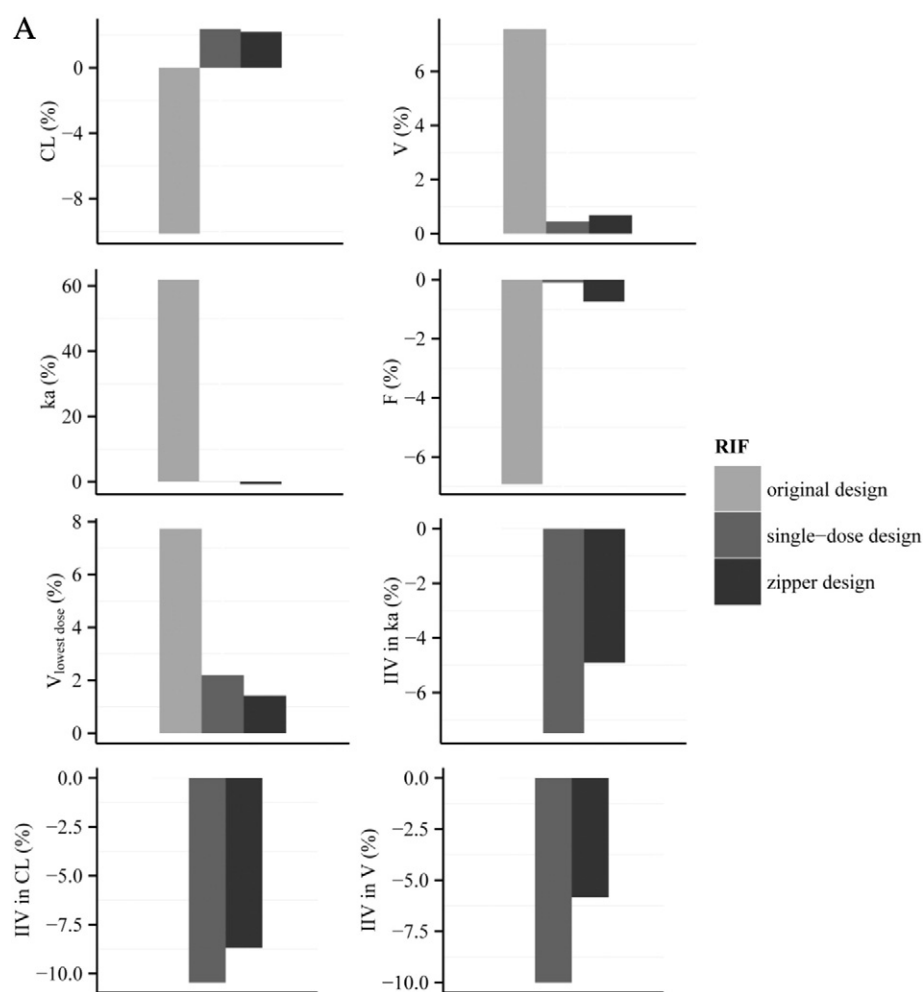 A
CL (%)
0
−4
−8
V (%)
6
4
2
0
ka (%)
60
40
20
0
F (%)
0
−2
−4
−6
V lowest dose (%)
8
6
4
2
0
IIV in ka (%)
0
−2
−4
−6
IIV in CL (%)
0.0
−2.5
−5.0
−7.5
−10.0
IIV in V (%)
0.0
−2.5
−5.0
−7.5
−10.0
RIF
original design
single−dose design
zipper design